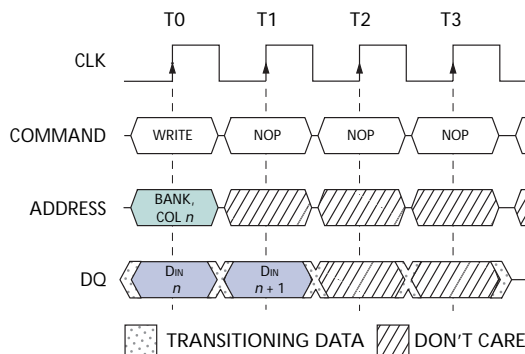 T0 T1 T2 T3
CLK
COMMAND WRITE NOP NOP NOP
ADDRESS BANK,
COL n
DQ DIN DIN
n n + 1
TRANSITIONING DATA DON'T CARE